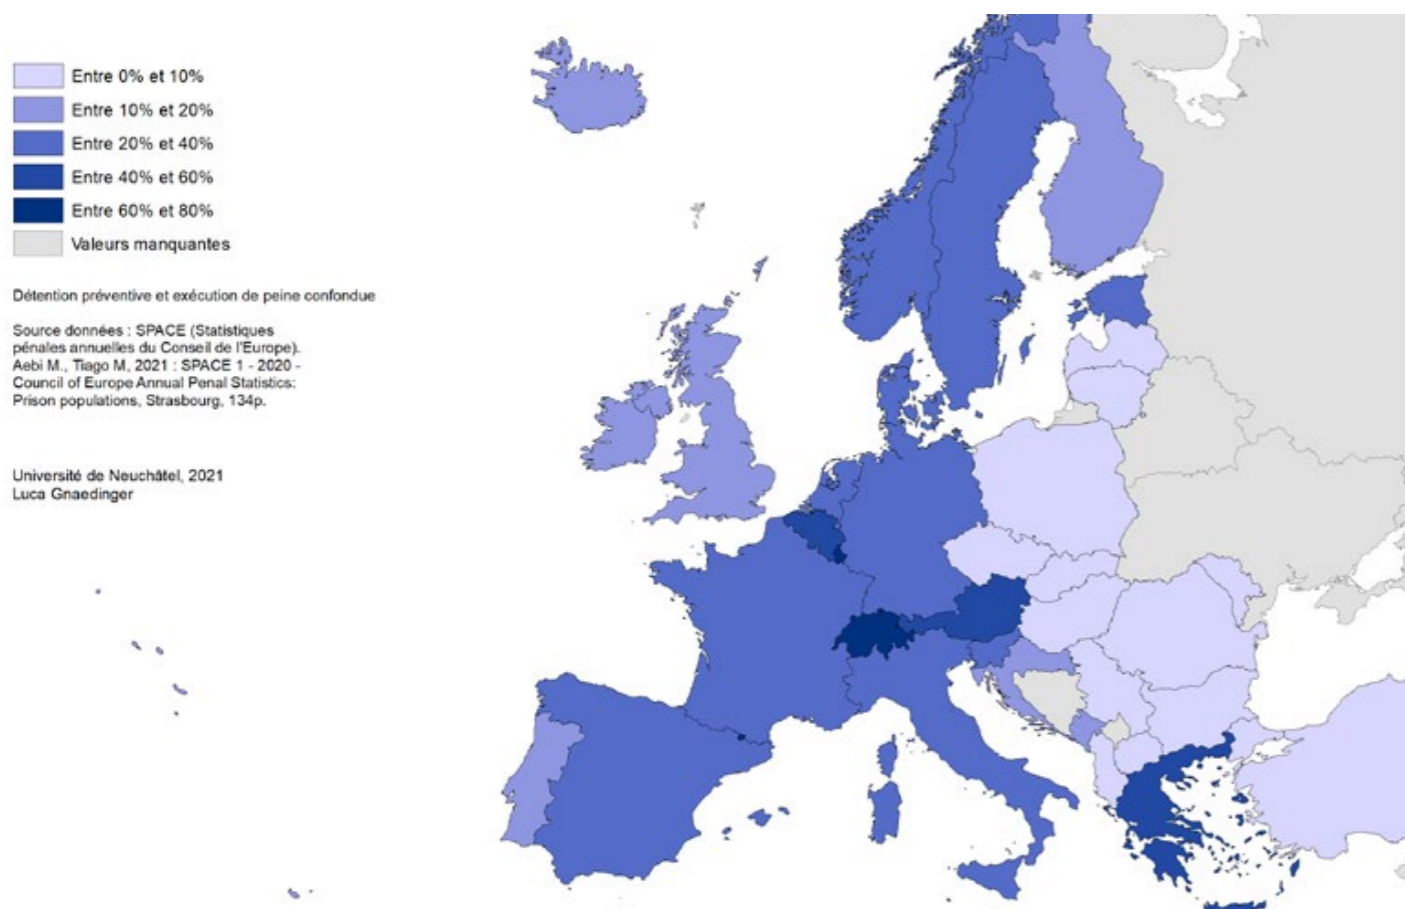 Entre 0% et 10%
Entre 10% et 20%
Entre 20% et 40%
Entre 40% et 60%
Entre 60% et 80%
Valeurs manquantes
Détention préventive et exécution de peine confondue
Source données : SPACE (Statistiques
pénales annuelles du Conseil de l'Europe).
Aebi M., Tiago M, 2021 : SPACE 1 - 2020 -
Council of Europe Annual Penal Statistics:
Prison populations, Strasbourg, 134p.
Université de Neuchâtel, 2021
Luca Gnaedinger